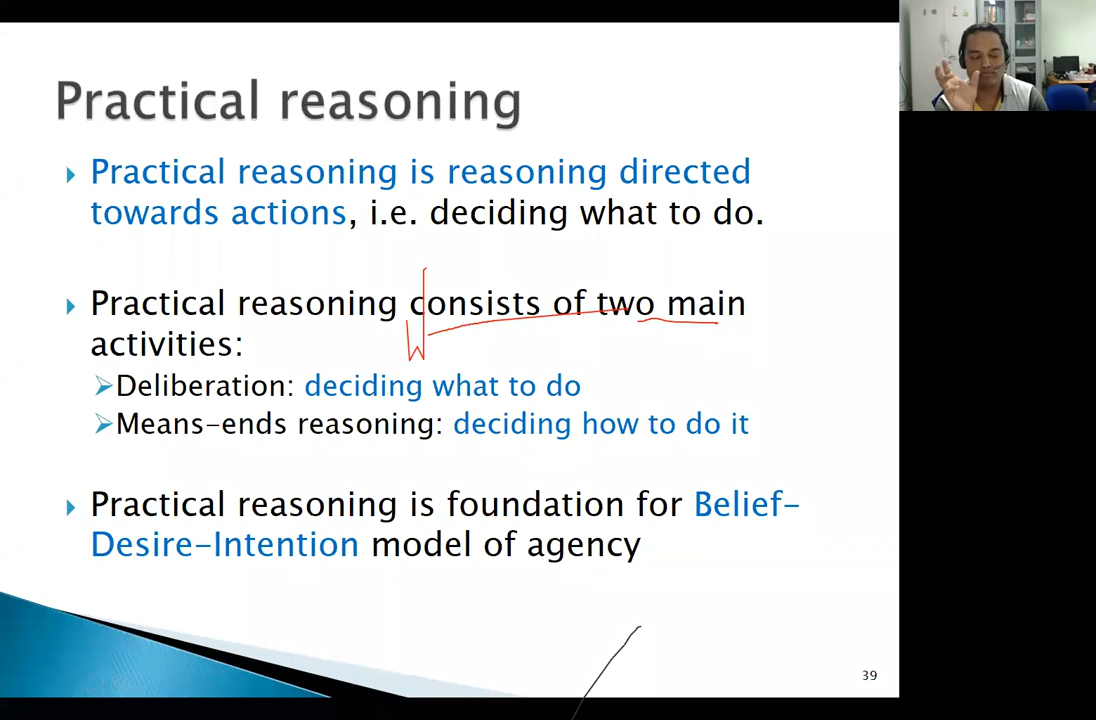 Practical reasoning
Practical reasoning is reasoning directed
towards actions, i.e. deciding what to do.
Practical reasoning consists of two main
activities:
Deliberation: deciding what to do
Means-ends reasoning: deciding how to do it
Practical reasoning is foundation for Belief-
Desire-Intention model of agency
39